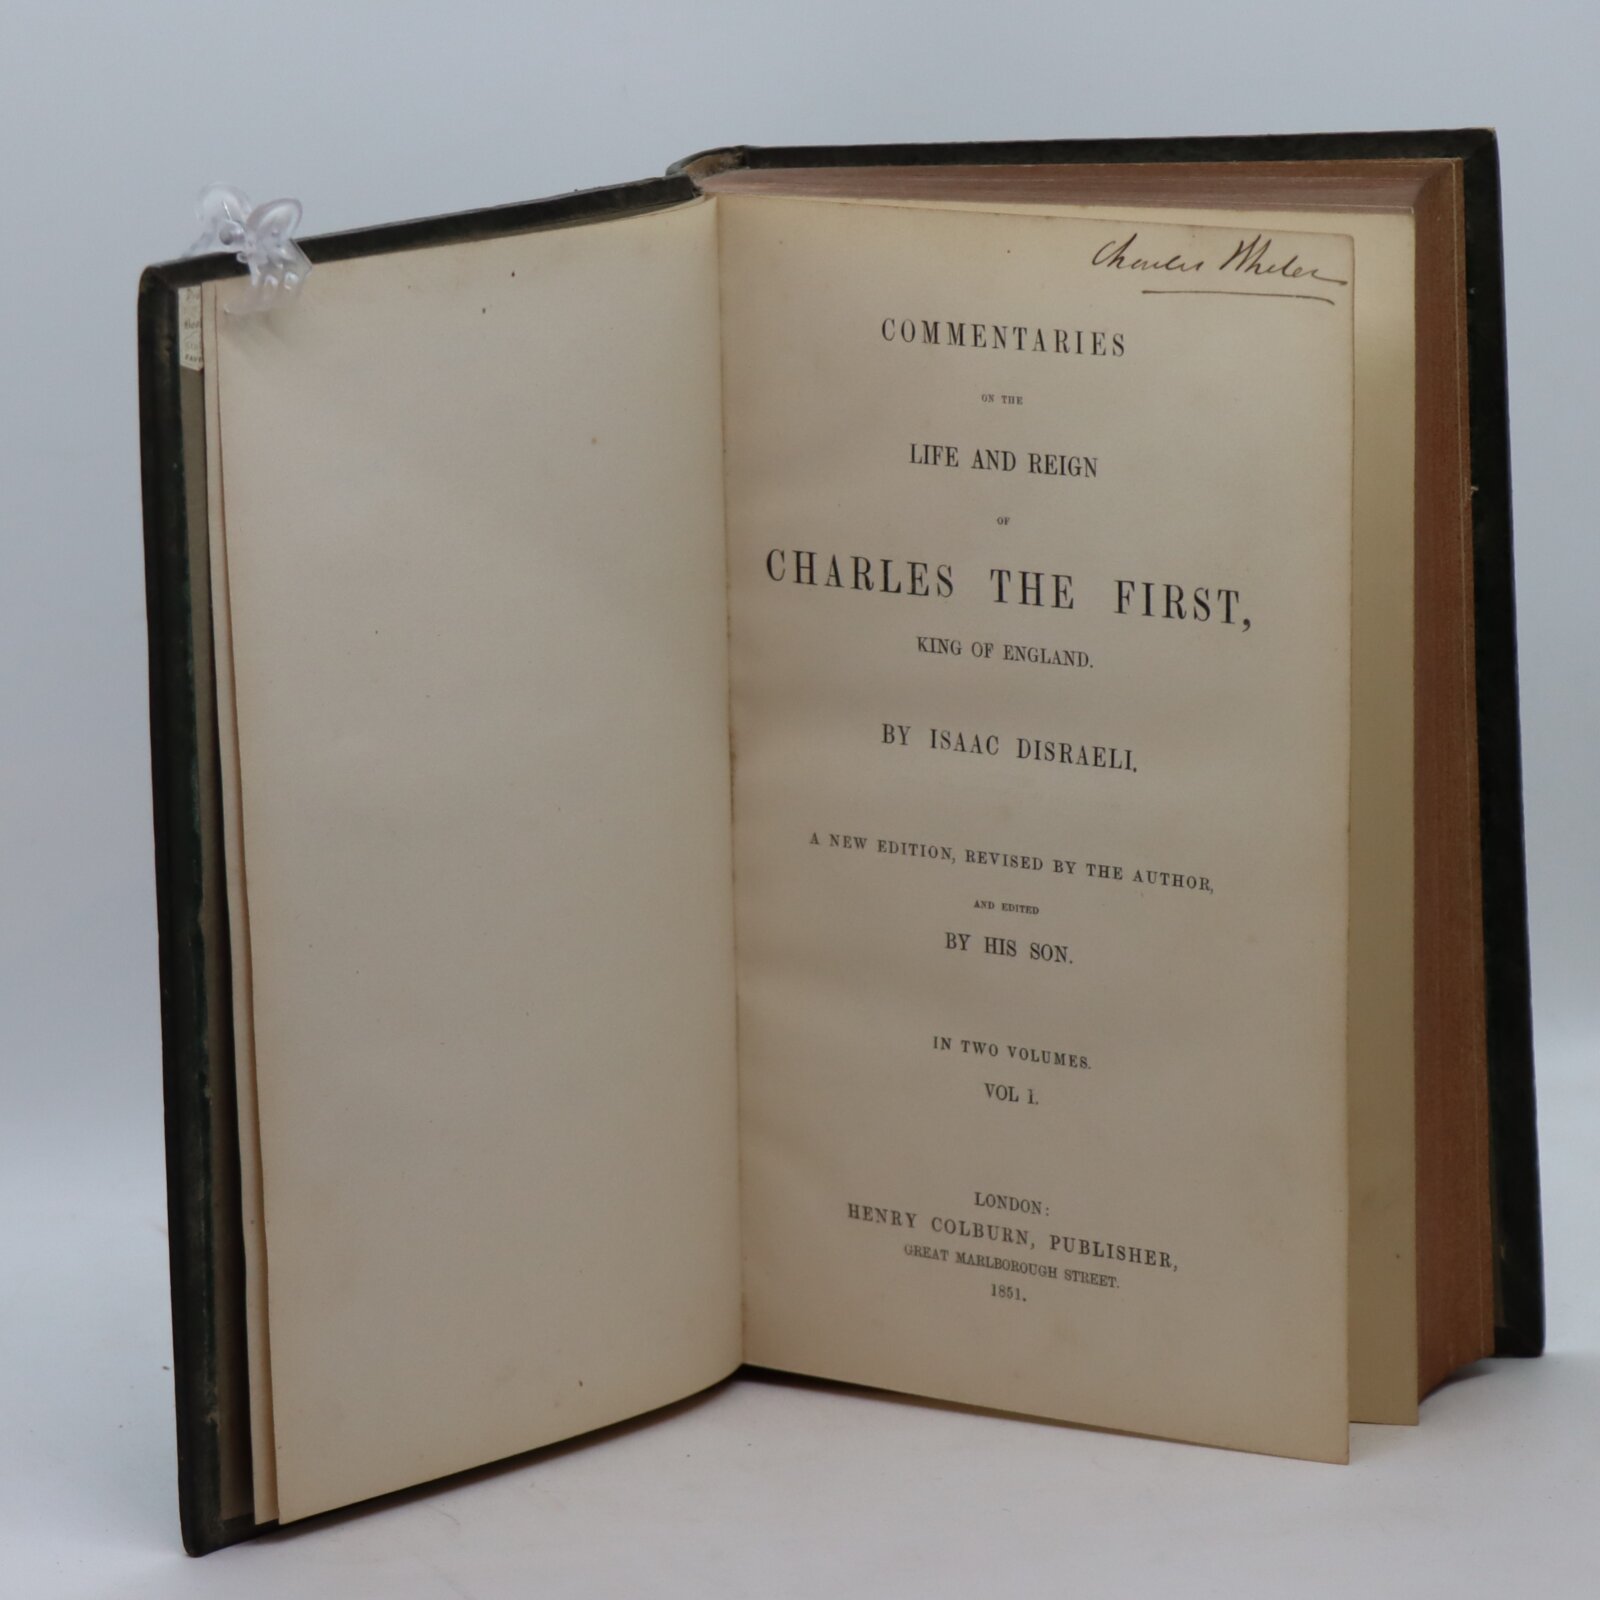 Charles Wheler
COMMENTARIES
ON THE
LIFE AND REIGN
OF
CHARLES THE FIRST,
KING OF ENGLAND.
BY ISAAC DISRAELI.
A NEW EDITION, REVISED BY THE AUTHOR,
AND EDITED
BY HIS SON.
IN TWO VOLUMES.
VOL I.
LONDON:
HENRY COLBURN, PUBLISHER,
GREAT MARLBOROUGH STREET.
1851.